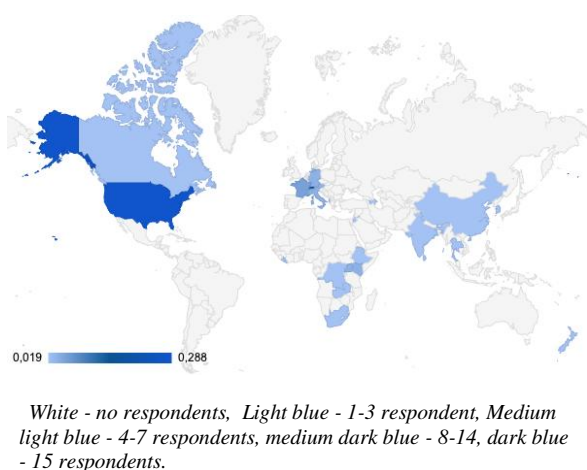 0,019 0,288
White - no respondents, Light blue - 1-3 respondent, Medium
light blue - 4-7 respondents, medium dark blue - 8-14, dark blue
- 15 respondents.